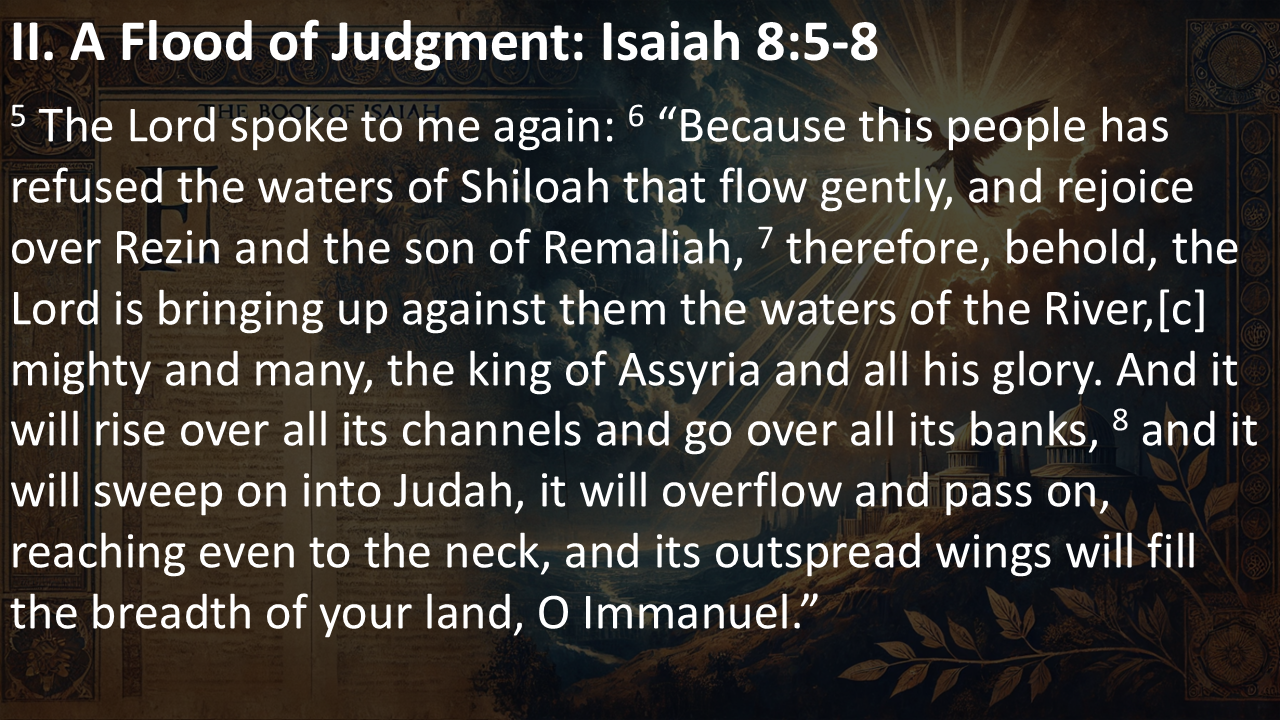 II. A Flood of Judgment: Isaiah 8:5-8
THE BOOK OF ISAIAH
5 The Lord spoke to me again: 6 “Because this people has
refused the waters of Shiloah that flow gently, and rejoice
over Rezin and the son of Remaliah, 7 therefore, behold, the
Lord is bringing up against them the waters of the River,[c]
mighty and many, the king of Assyria and all his glory. And it
will rise over all its channels and go over all its banks, 8 and it
will sweep on into Judah, it will overflow and pass on,
reaching even to the neck, and its outspread wings will fill
the breadth of your land, O Immanuel.”